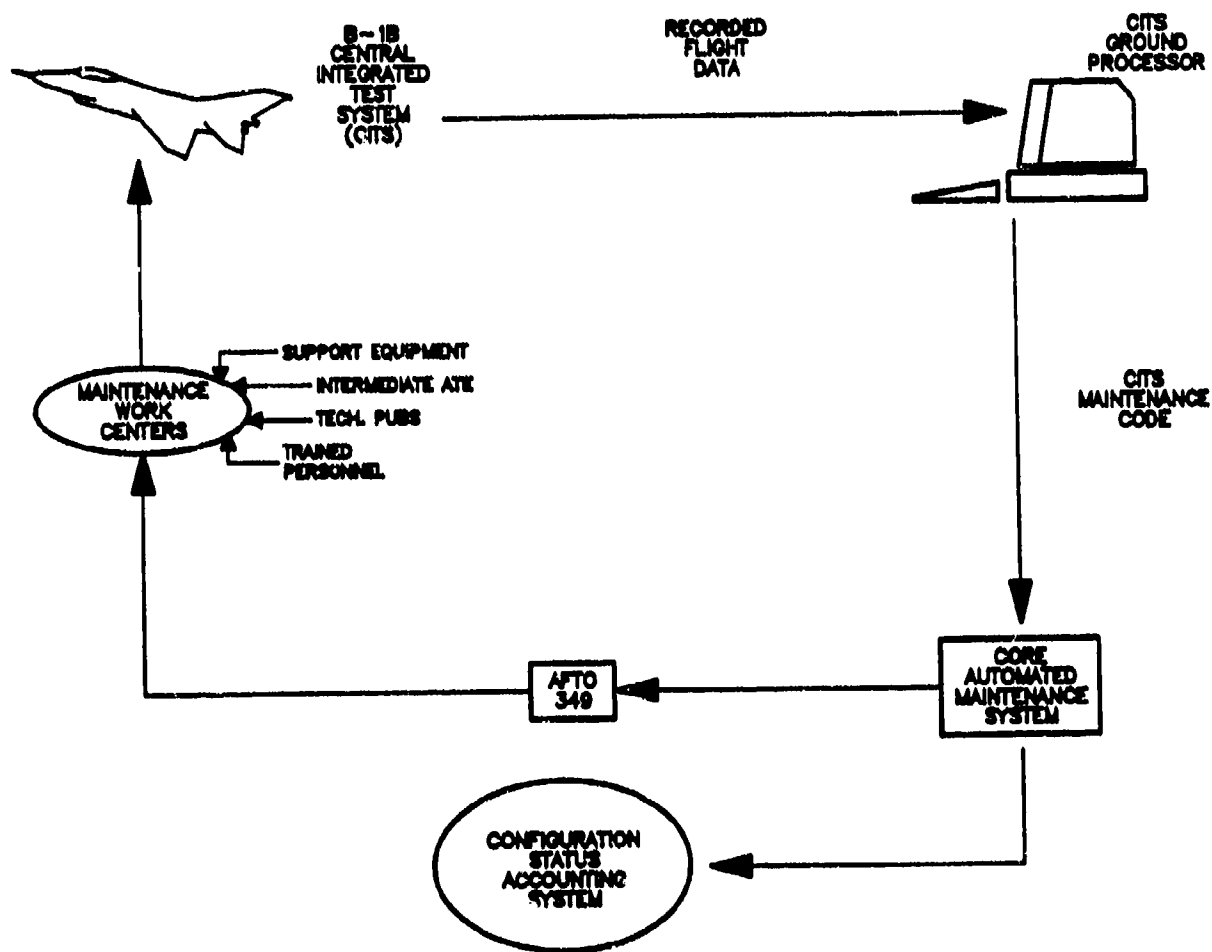 B-1B
CENTRAL
INTEGRATED
TEST
SYSTEM
(CITS)
RECORDED
FLIGHT
DATA
CITS
GROUND
PROCESSOR
SUPPORT EQUIPMENT
INTERMEDIATE ATE
TECH. PUBS
TRAINED
PERSONNEL
MAINTENANCE
WORK
CENTERS
CITS
MAINTENANCE
CODE
AFTO
349
CORE
AUTOMATED
MAINTENANCE
SYSTEM
CONFIGURATION
STATUS
ACCOUNTING
SYSTEM